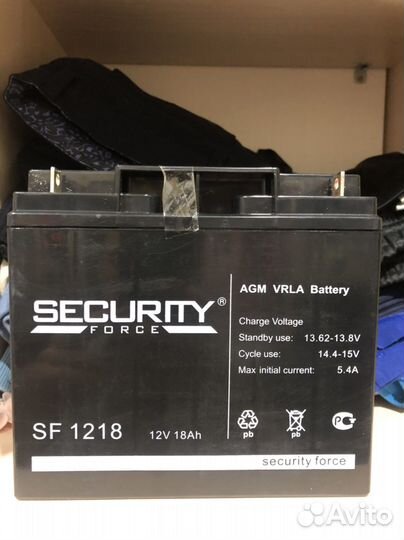 SECURITY®
FORCE
SF 1218
12V 18Ah
AGM VRLA Battery
Charge Voltage
Standby use: 13.62-13.8V
Cycle use: 14.4-15V
Max initial current: 5.4A
pb
pb
security force
Avito